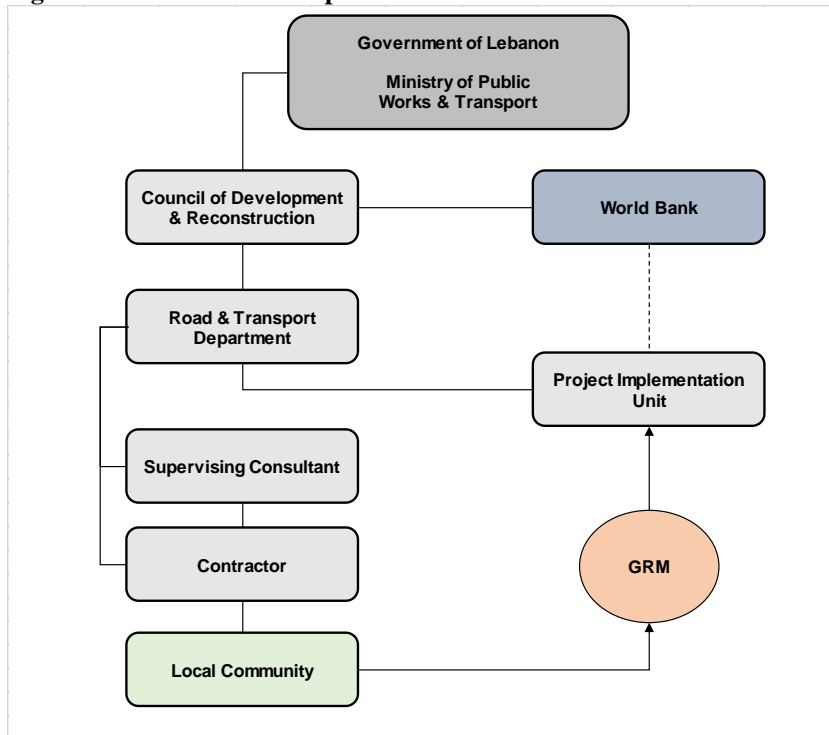 Government of Lebanon
Ministry of Public
Works & Transport
Council of Development
& Reconstruction
World Bank
Road & Transport
Department
Project Implementation
Unit
Supervising Consultant
Contractor
GRM
Local Community